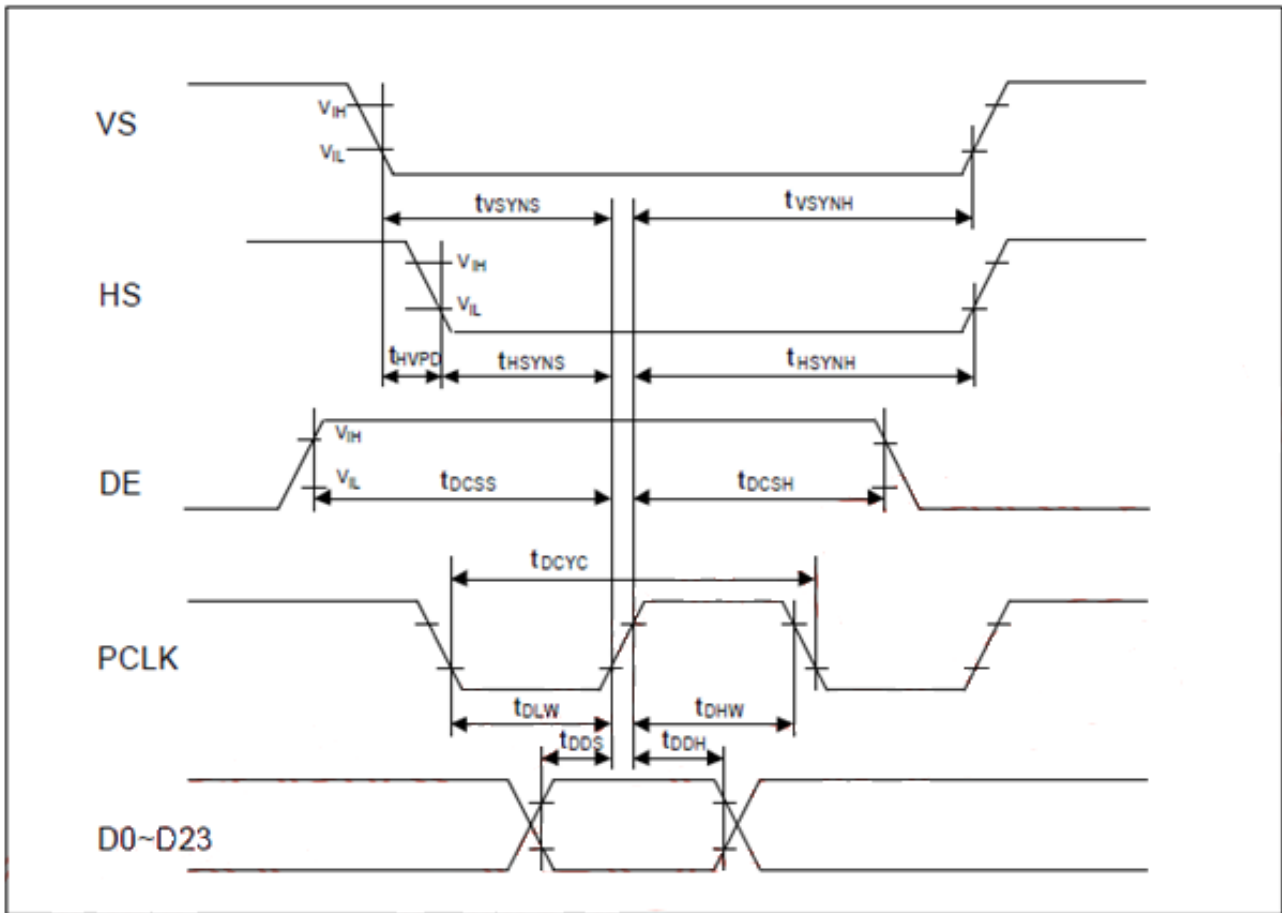 VS
VIH
VIL
tVSYNS
tVSYNH
HS
VIH
VIL
tHVPD
tHSYNS
tHSYNH
DE
VIH
VIL
tDCSS
tDCSH
tDCYC
PCLK
tDLW
tDHW
tDDS
tDDH
D0~D23